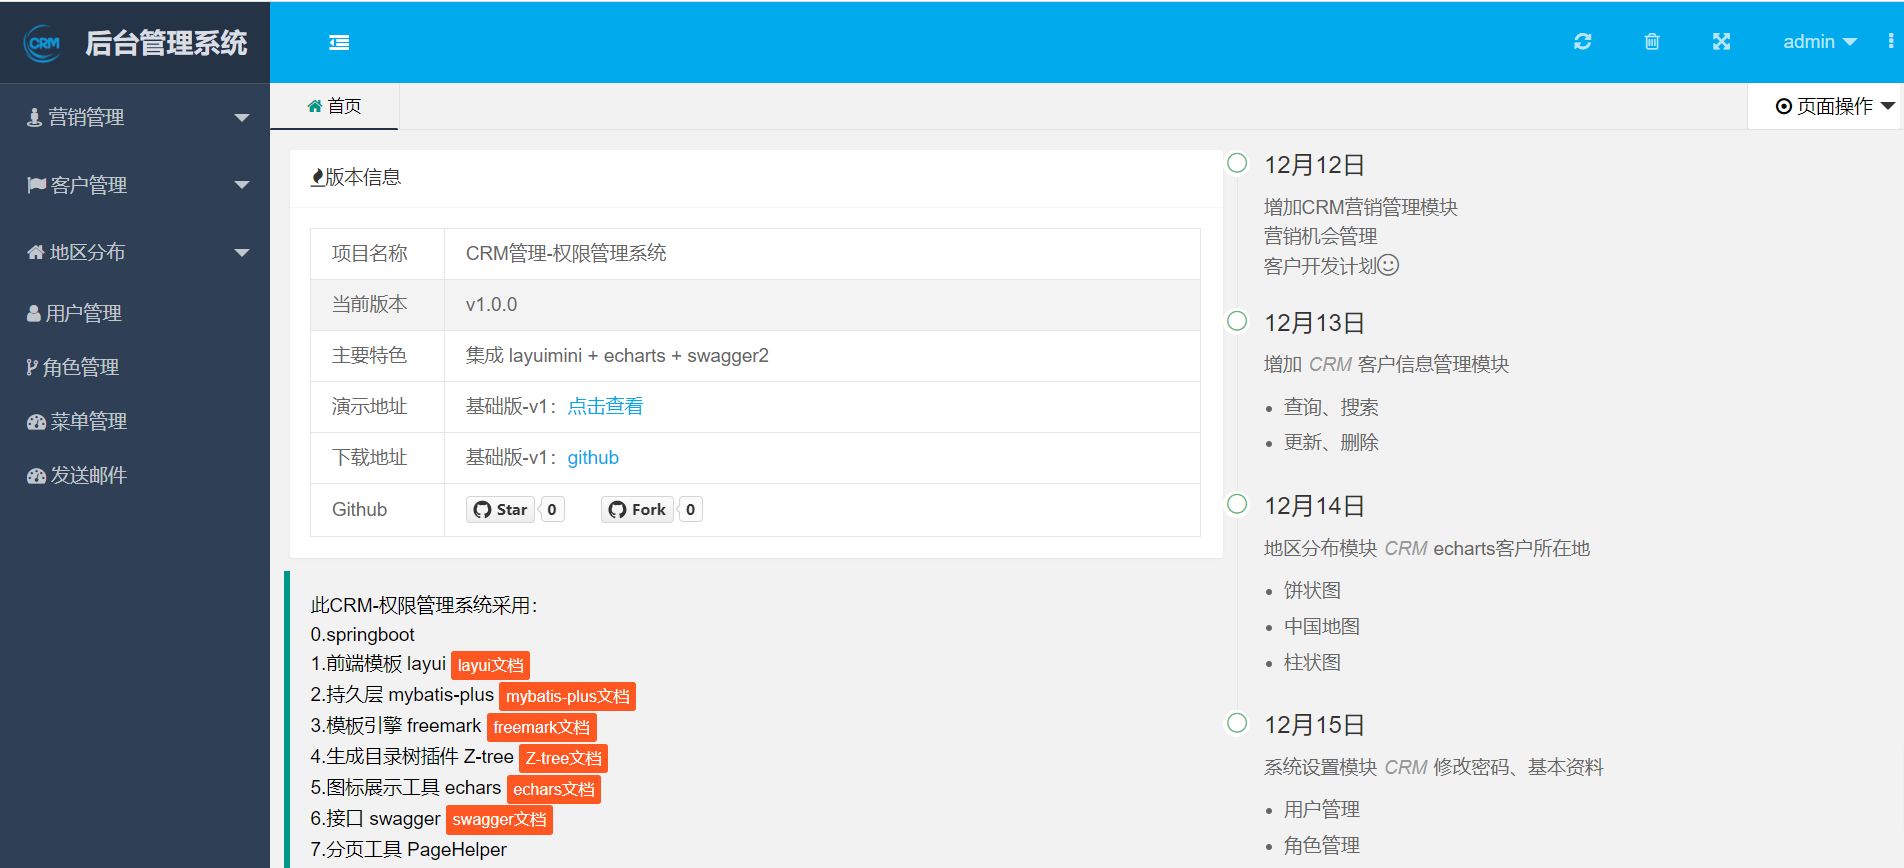 CRM 后台管理系统
admin
营销管理
客户管理
地区分布
用户管理
角色管理
菜单管理
发送邮件
首页
页面操作
版本信息
项目名称 CRM管理-权限管理系统
当前版本 v1.0.0
主要特色 集成 layuimini + echarts + swagger2
演示地址 基础版-v1：点击查看
下载地址 基础版-v1：github
Github Star 0 Fork 0
此CRM-权限管理系统采用：
0.springboot
1.前端模板 layui layui文档
2.持久层 mybatis-plus mybatis-plus文档
3.模板引擎 freemark freemark文档
4.生成目录树插件 Z-tree Z-tree文档
5.图标展示工具 echars echars文档
6.接口 swagger swagger文档
7.分页工具 PageHelper
12月12日
增加CRM营销管理模块
营销机会管理
客户开发计划
12月13日
增加 CRM 客户信息管理模块
查询、搜索
更新、删除
12月14日
地区分布模块 CRM echarts客户所在地
饼状图
中国地图
柱状图
12月15日
系统设置模块 CRM 修改密码、基本资料
用户管理
角色管理